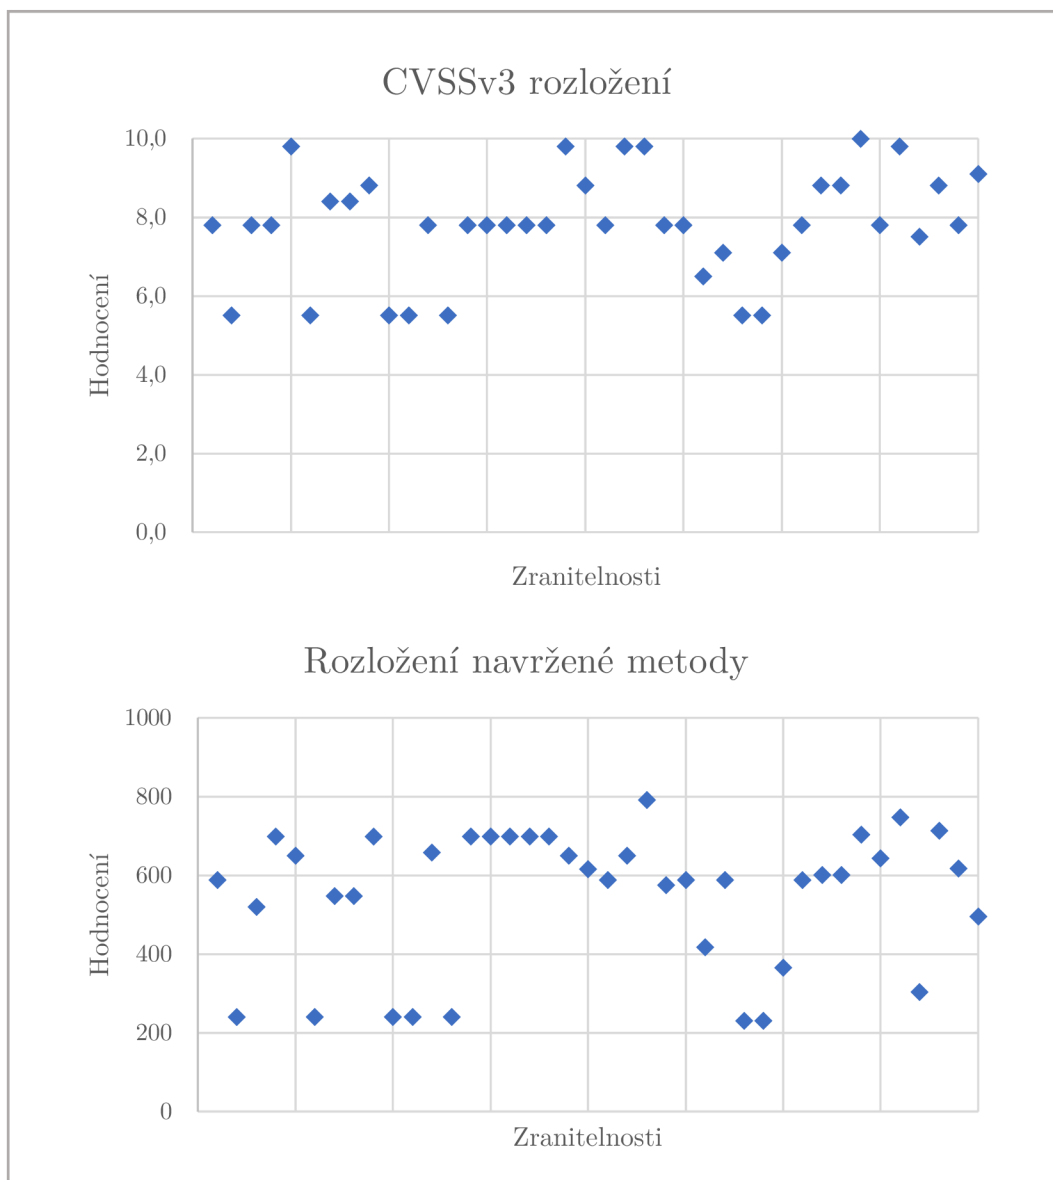 CVSSv3 rozložení
10,0
8,0
6,0
4,0
2,0
0,0
Hodnocení
Zranitelnosti
Rozložení navržené metody
1000
800
600
400
200
0
Hodnocení
Zranitelnosti